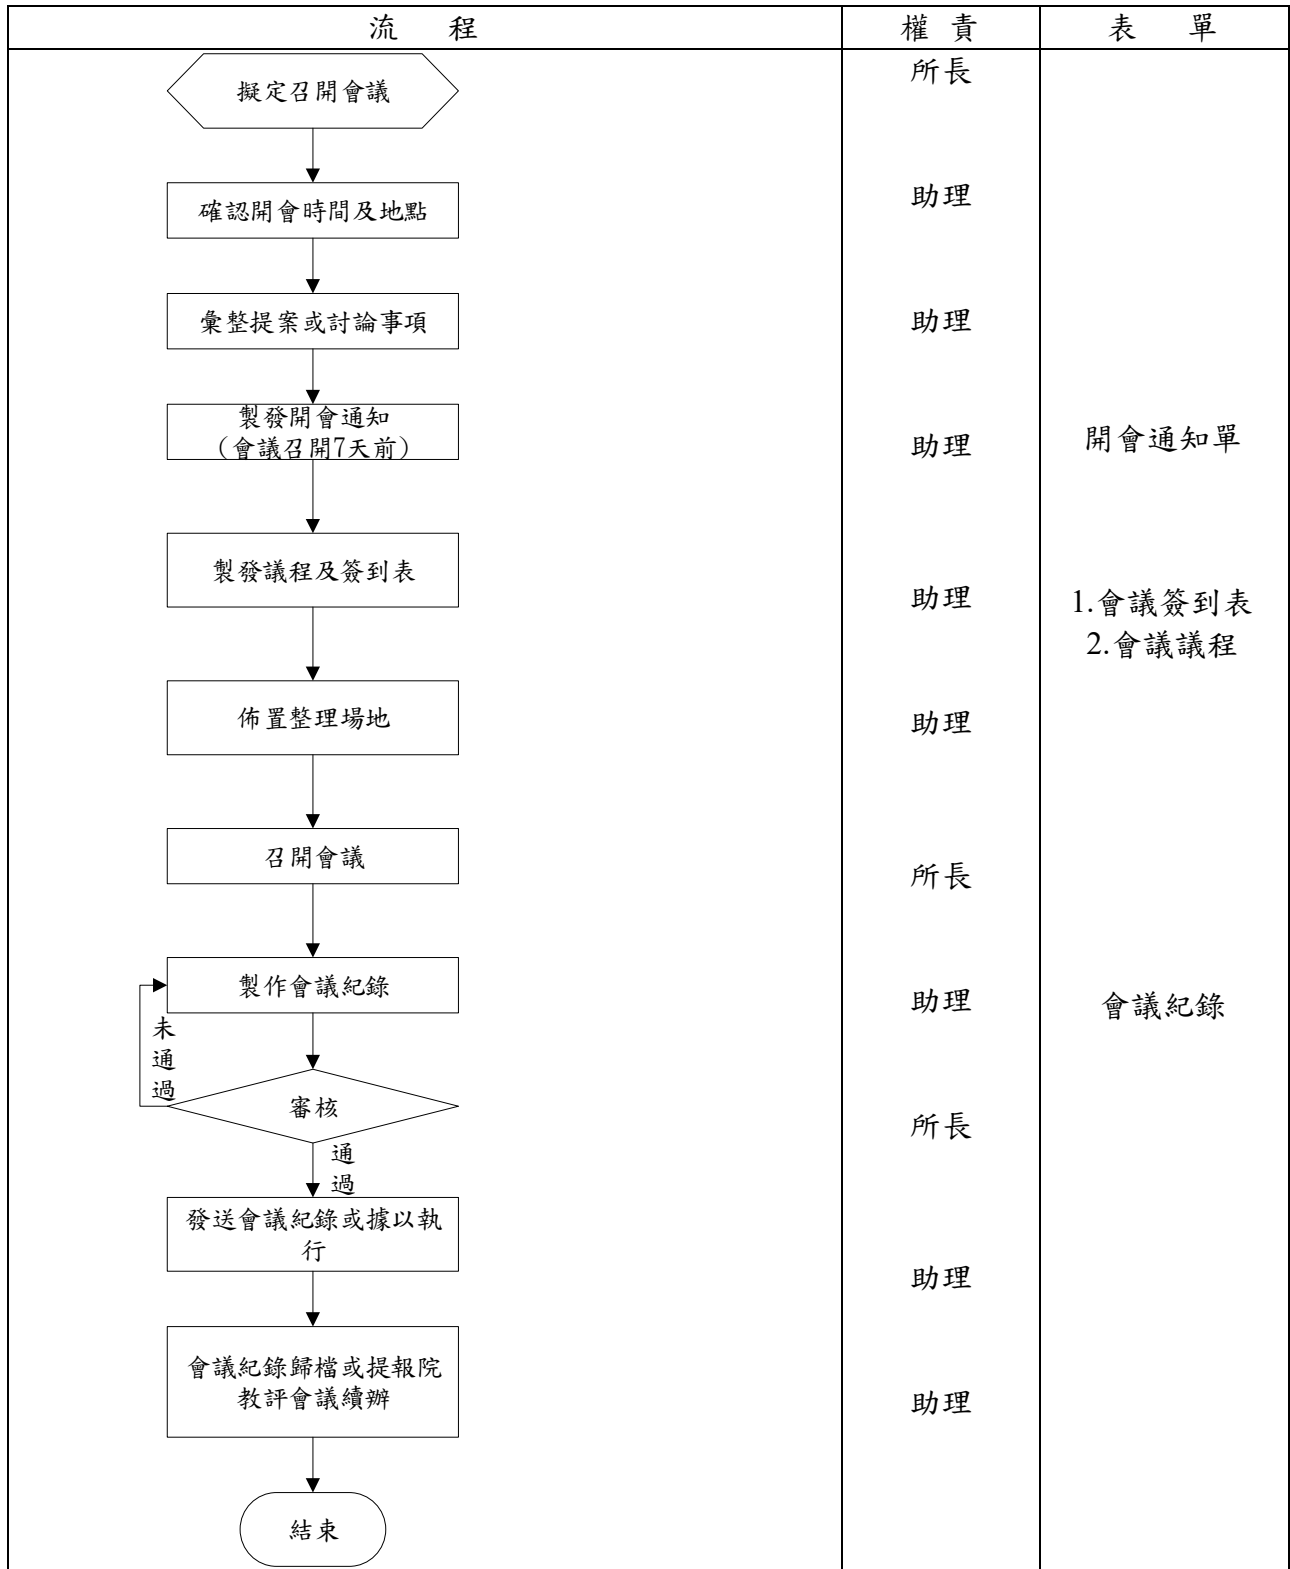 流 程
權 責
表 單
擬定召開會議
所長
確認開會時間及地點
助理
彙整提案或討論事項
助理
製發開會通知
（會議召開7天前）
助理
開會通知單
製發議程及簽到表
助理
1.會議簽到表
2.會議議程
佈置整理場地
助理
召開會議
所長
製作會議紀錄
助理
會議紀錄
未
通
過
審核
所長
通
過
發送會議紀錄或據以執
行
助理
會議紀錄歸檔或提報院
教評會議續辦
助理
結束